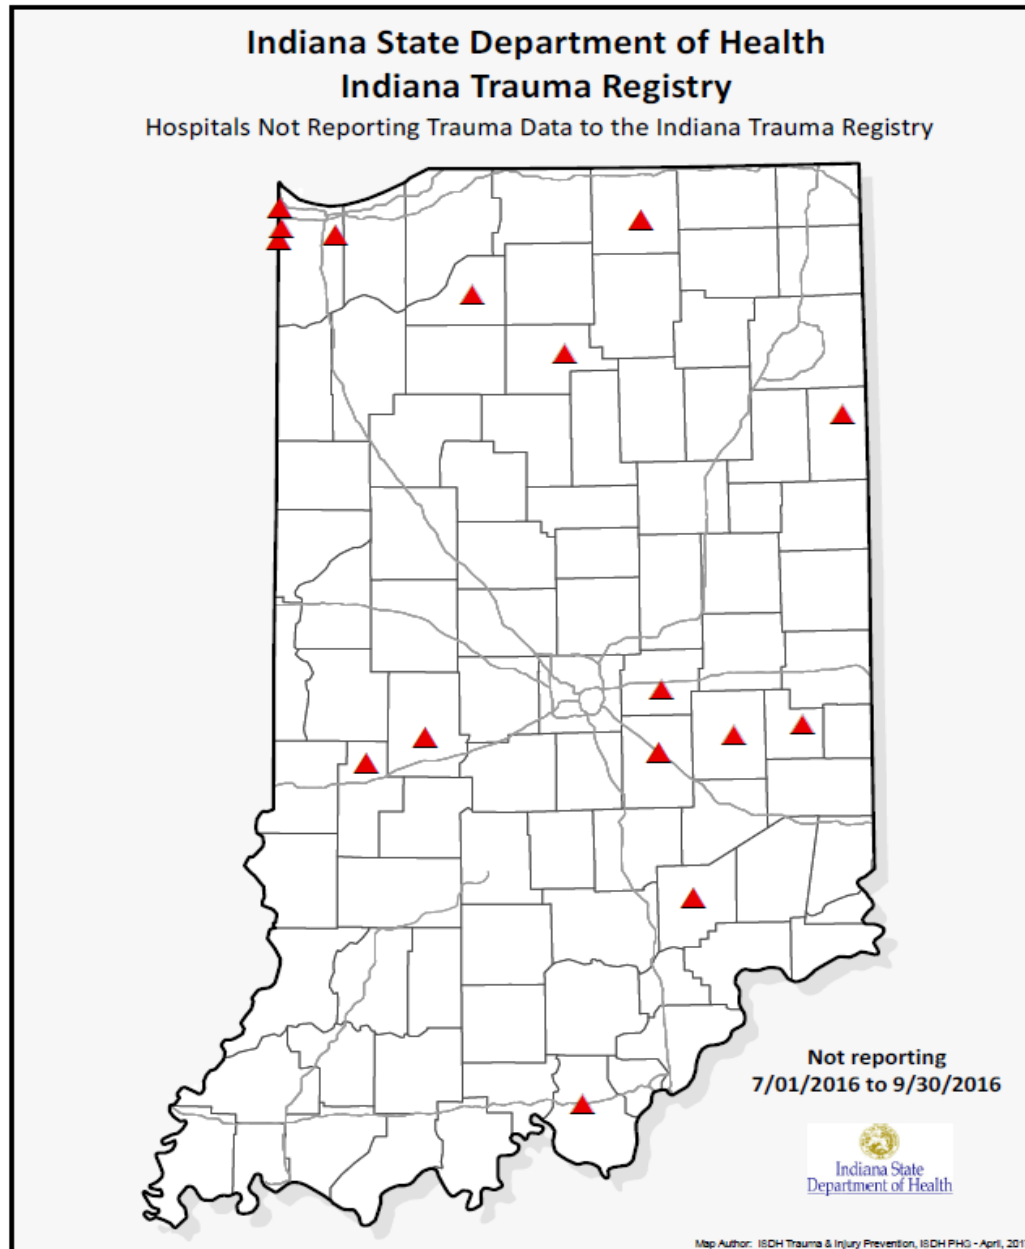 Indiana State Department of Health
Indiana Trauma Registry
Hospitals Not Reporting Trauma Data to the Indiana Trauma Registry
Not reporting
7/01/2016 to 9/30/2016
Indiana State
Department of Health
Map Author: ISDH Trauma & Injury Prevention, ISDH PHG - April,